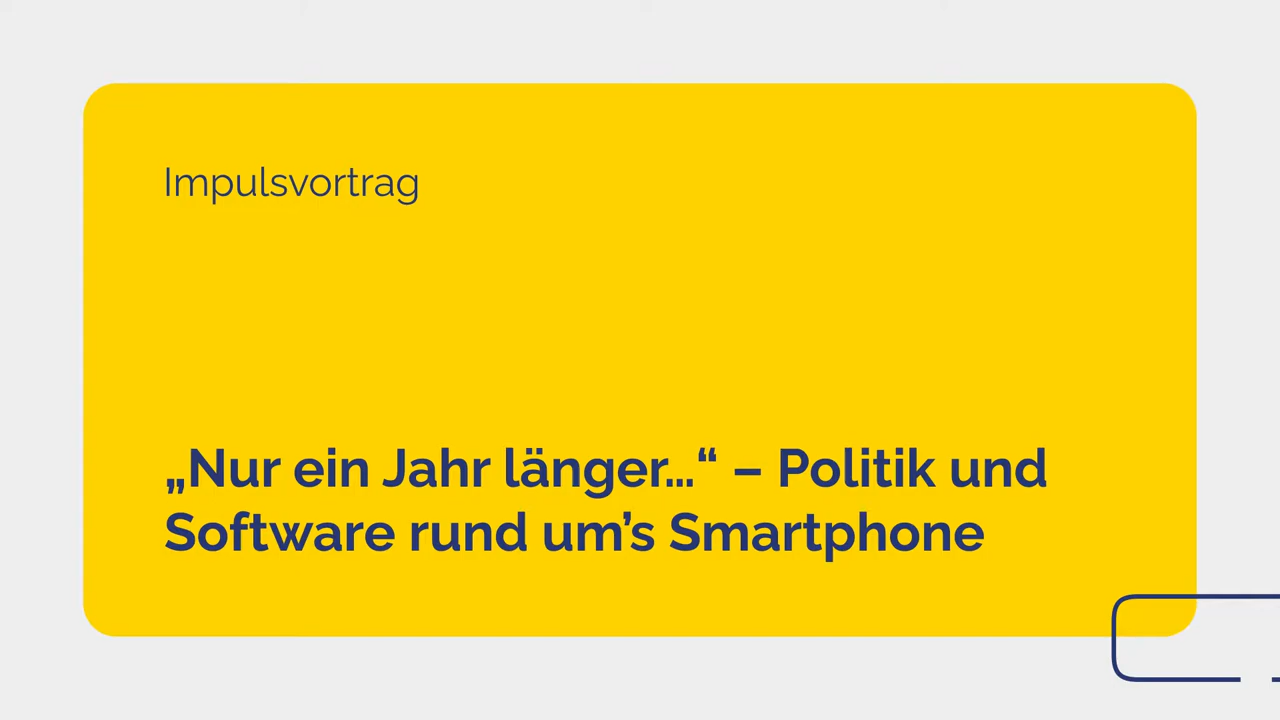 Impulsvortrag
„Nur ein Jahr länger...“ – Politik und
Software rund um’s Smartphone